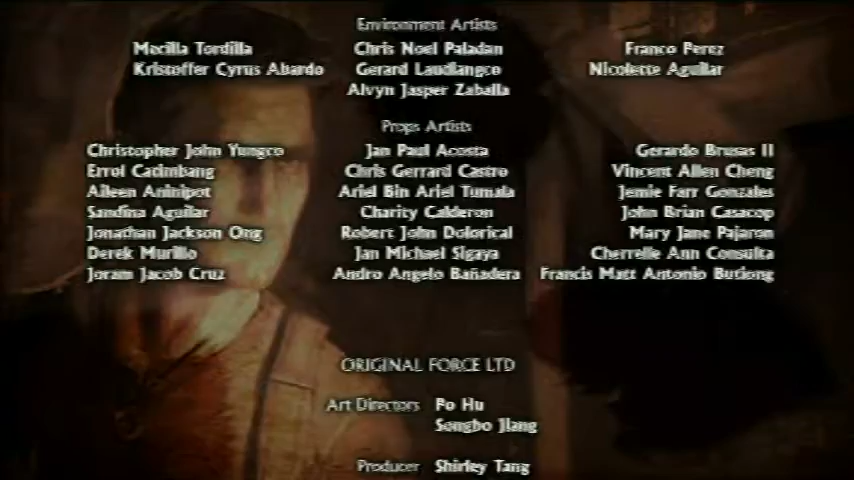 Environment Artists
Mecilla Tordilla Chris Noel Paladan Franco Perez
Kristoffer Cyrus Abardo Gerard Laudiangco Nicolette Aguilar
Alvyn Jasper Zaballa
Props Artists
Christopher John Yungco Jan Paul Acosta Gerardo Brusas II
Errol Catimbang Chris Gerrard Castro Vincent Allen Cheng
Aileen Aninipot Ariel Bin Ariel Tumala Jemie Farr Gonzales
Sandina Aguilar Charity Calderon John Brian Casacop
Jonathan Jackson Ong Robert John Dolorical Mary Jane Pajaron
Derek Murillo Jan Michael Sigaya Cherrelle Ann Consulta
Joram Jacob Cruz Andro Angelo Bañadera Francis Matt Antonio Butiong
ORIGINAL FORCE LTD
Art Directors Po Hu
Songbo Jiang
Producer Shirley Tang